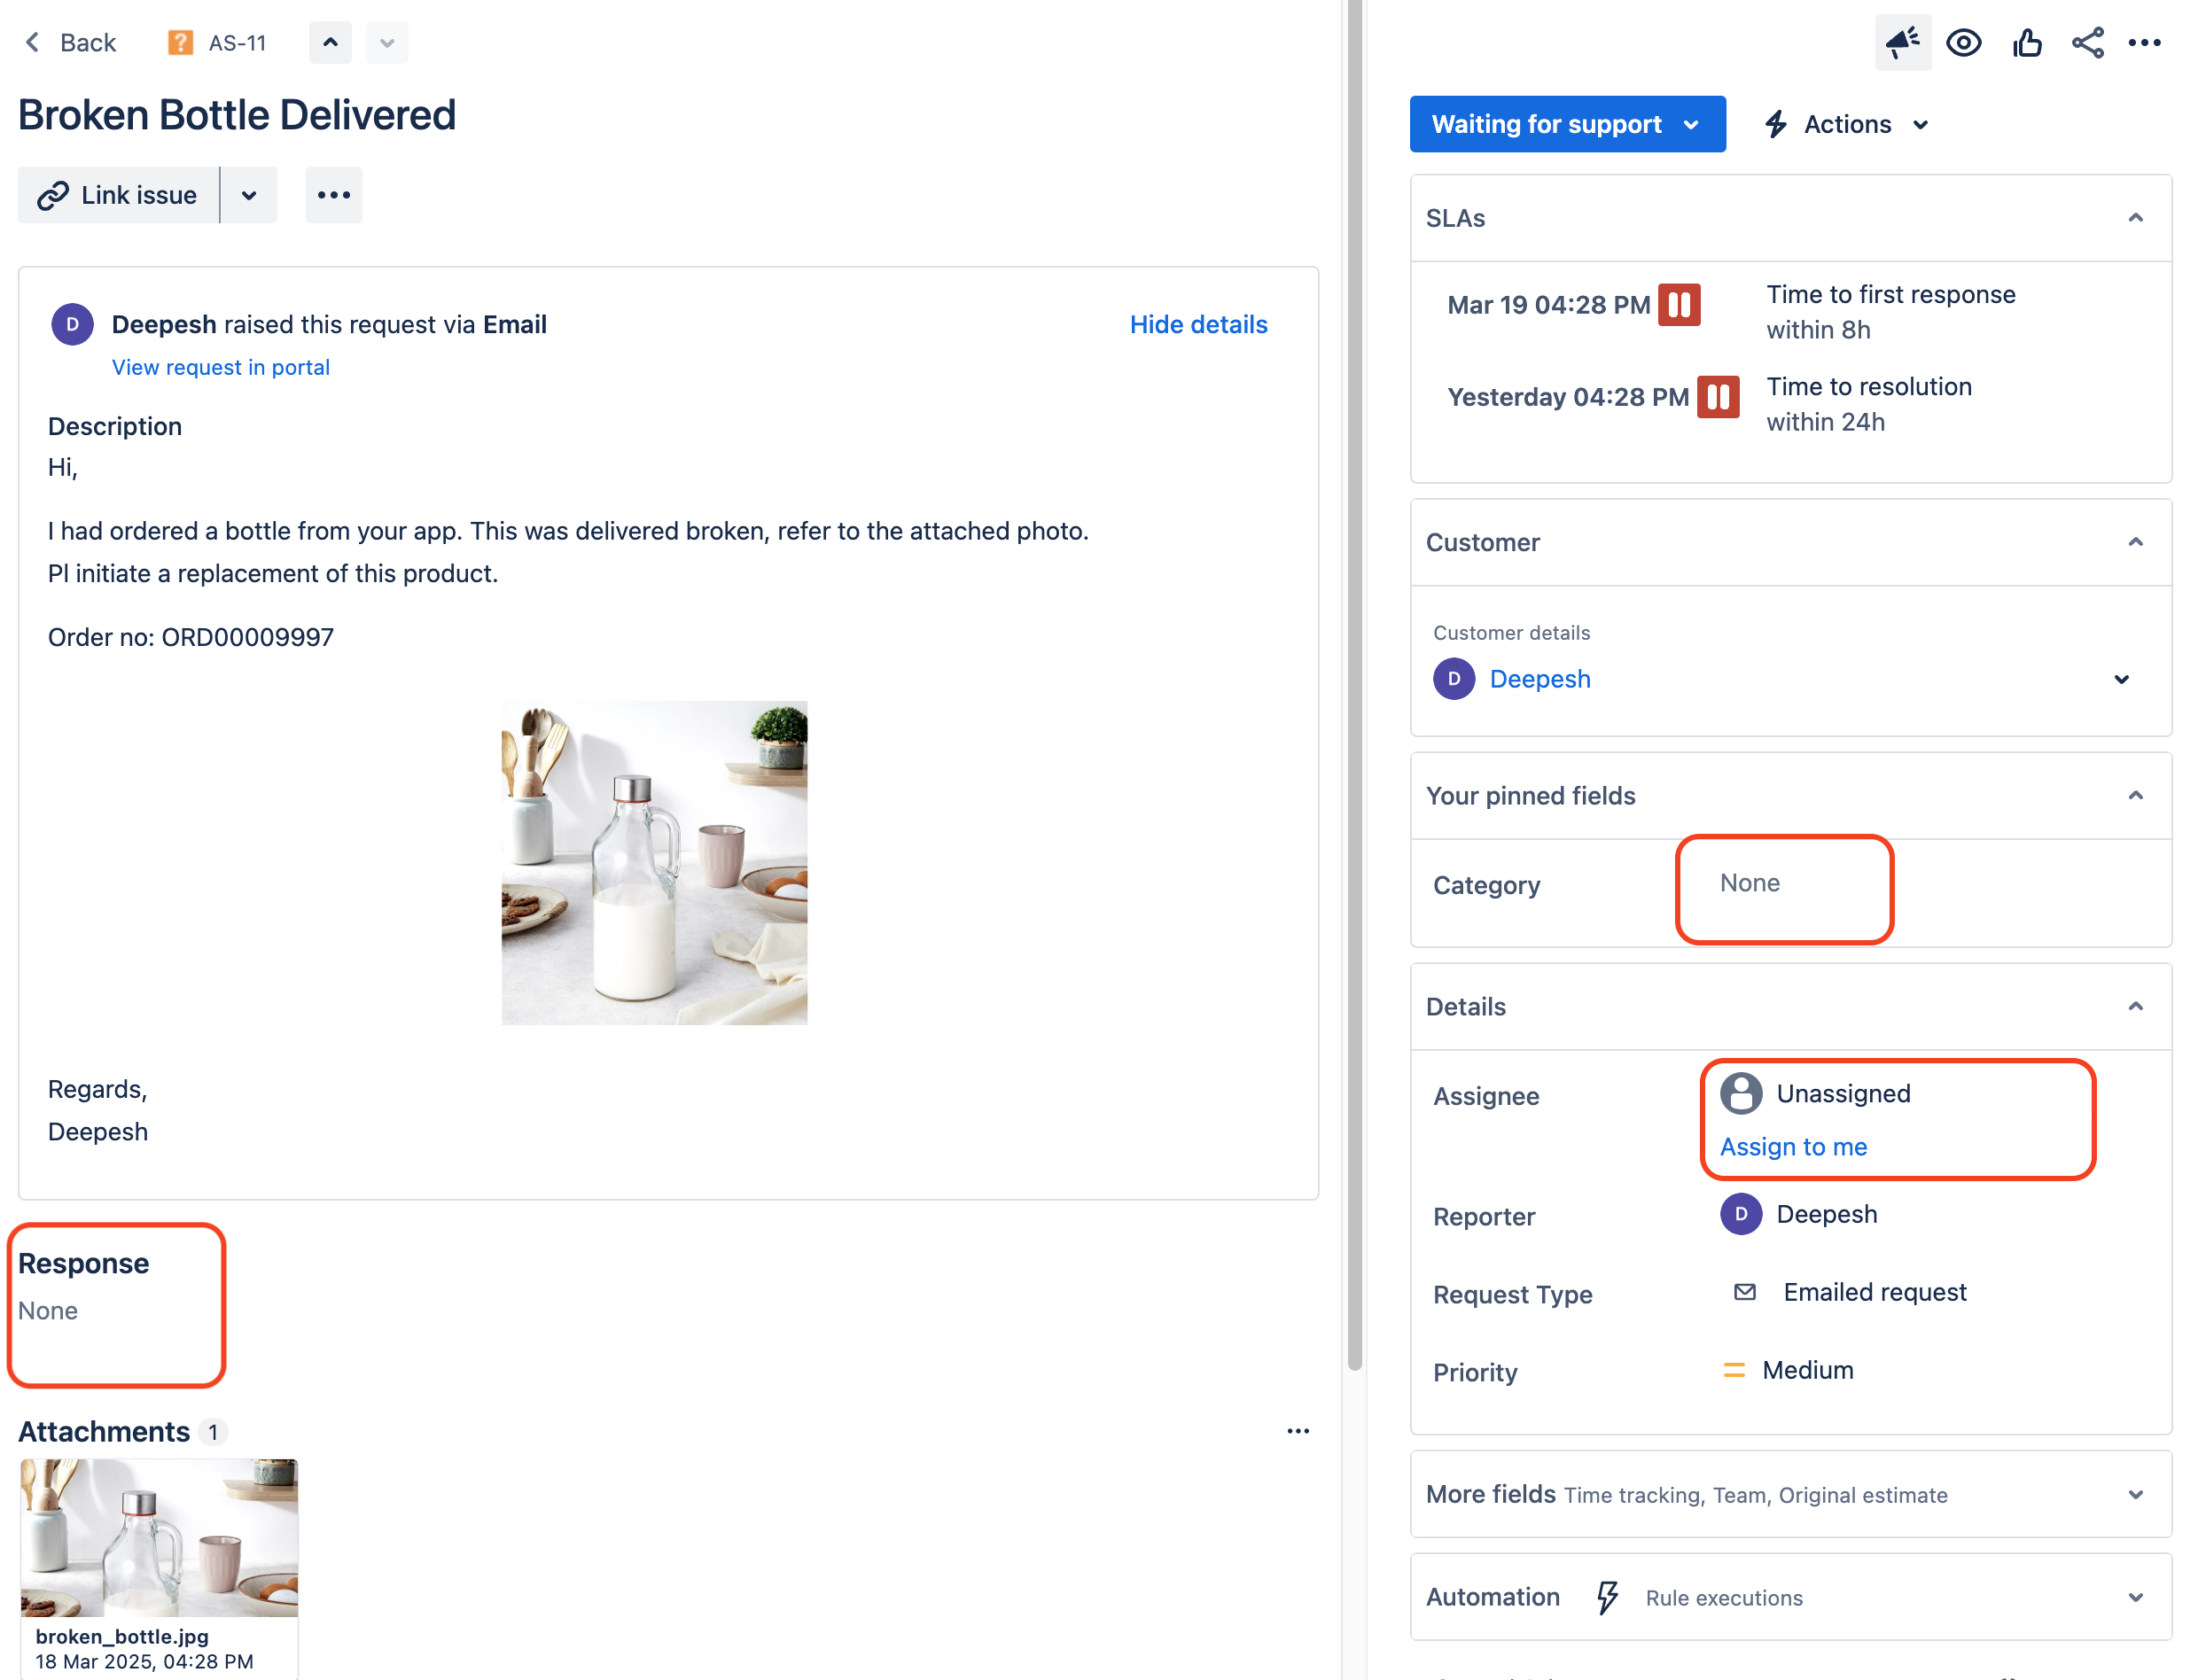 Back
AS-11
Broken Bottle Delivered
Link issue
D
Deepesh raised this request via Email
Hide details
View request in portal
Description
Hi,
I had ordered a bottle from your app. This was delivered broken, refer to the attached photo.
Pl initiate a replacement of this product.
Order no: ORD00009997
Regards,
Deepesh
Response
None
Attachments 1
broken_bottle.jpg
18 Mar 2025, 04:28 PM
Waiting for support
Actions
SLAs
Mar 19 04:28 PM
Time to first response
within 8h
Yesterday 04:28 PM
Time to resolution
within 24h
Customer
Customer details
D
Deepesh
Your pinned fields
Category
None
Details
Assignee
Unassigned
Assign to me
Reporter
D
Deepesh
Request Type
Emailed request
Priority
Medium
More fields Time tracking, Team, Original estimate
Automation
Rule executions